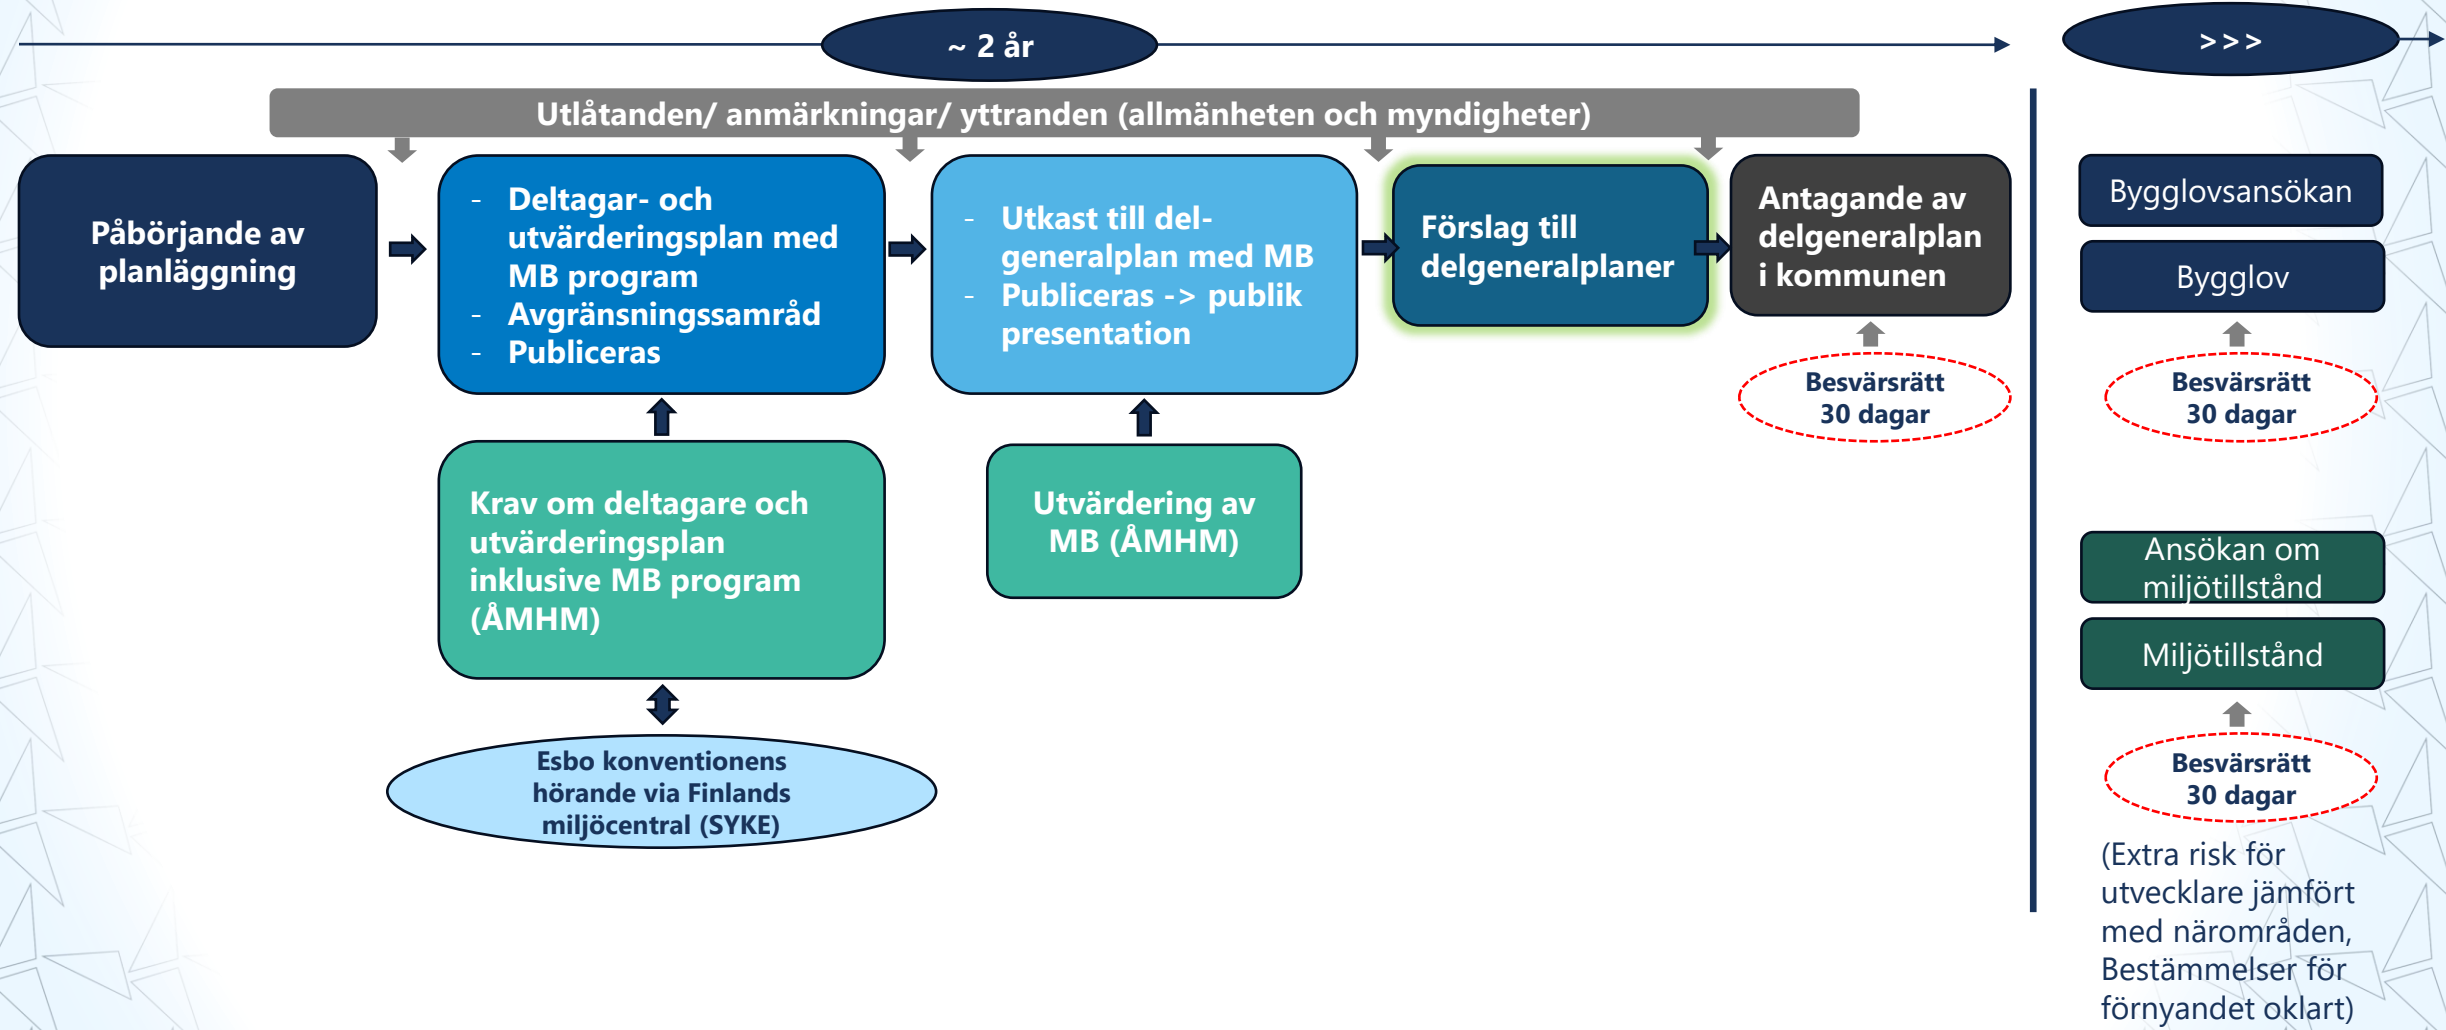 ~ 2 år
>>>
Utlåtanden/ anmärkningar/ yttranden (allmänheten och myndigheter)
Påbörjande av
planläggning
- Deltagar- och
utvärderingsplan med
MB program
- Avgränsningssamråd
- Publiceras
- Utkast till del-
generalplan med MB
- Publiceras -> publik
presentation
Förslag till
delgeneralplaner
Antagande av
delgeneralplan
i kommunen
Besvärsrätt
30 dagar
Krav om deltagare och
utvärderingsplan
inklusive MB program
(ÅMHM)
Utvärdering av
MB (ÅMHM)
Esbo konventionens
hörande via Finlands
miljöcentral (SYKE)
Bygglovsansökan
Bygglov
Besvärsrätt
30 dagar
Ansökan om
miljötillstånd
Miljötillstånd
Besvärsrätt
30 dagar
(Extra risk för
utvecklare jämfört
med närområden,
Bestämmelser för
förnyandet oklart)